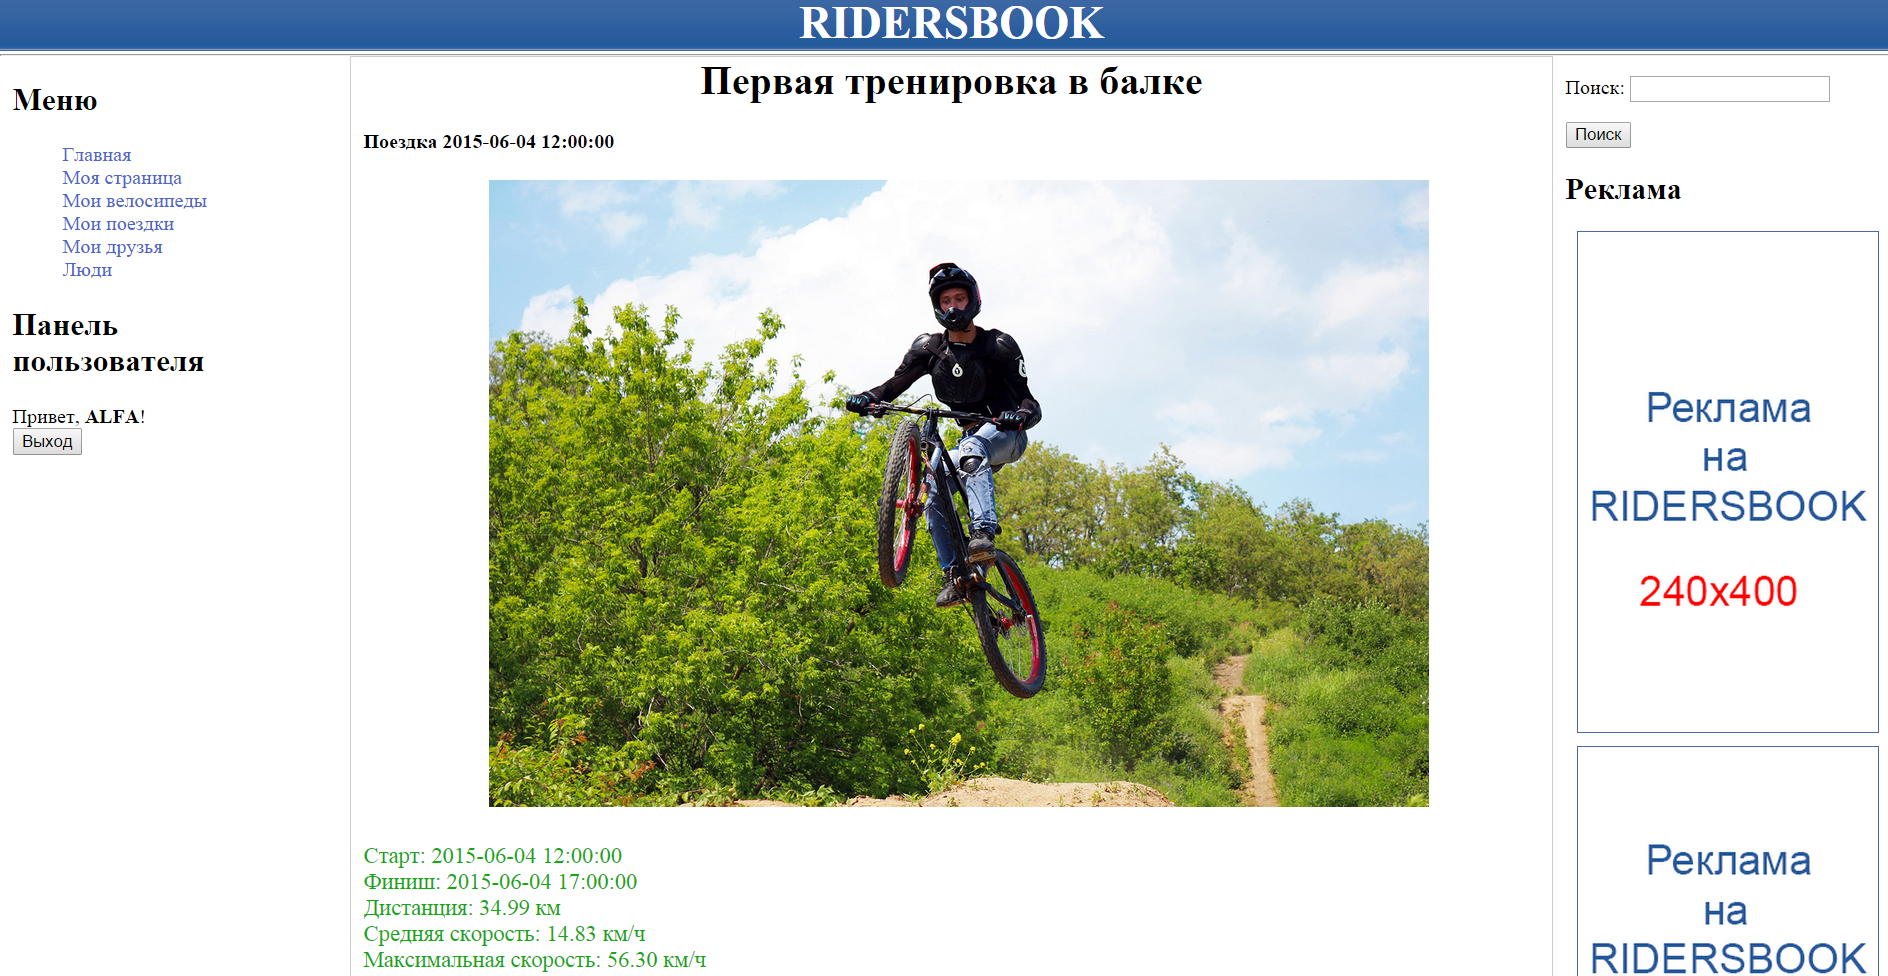 RIDERSBOOK
Меню
Главная
Моя страница
Мои велосипеды
Мои поездки
Мои друзья
Люди
Панель
пользователя
Привет, ALFA!
Выход
Первая тренировка в балке
Поездка 2015-06-04 12:00:00
Старт: 2015-06-04 12:00:00
Финиш: 2015-06-04 17:00:00
Дистанция: 34.99 км
Средняя скорость: 14.83 км/ч
Максимальная скорость: 56.30 км/ч
Поиск:
Поиск
Реклама
Реклама
на
RIDERSBOOK
240x400
Реклама
на
RIDERSBOOK